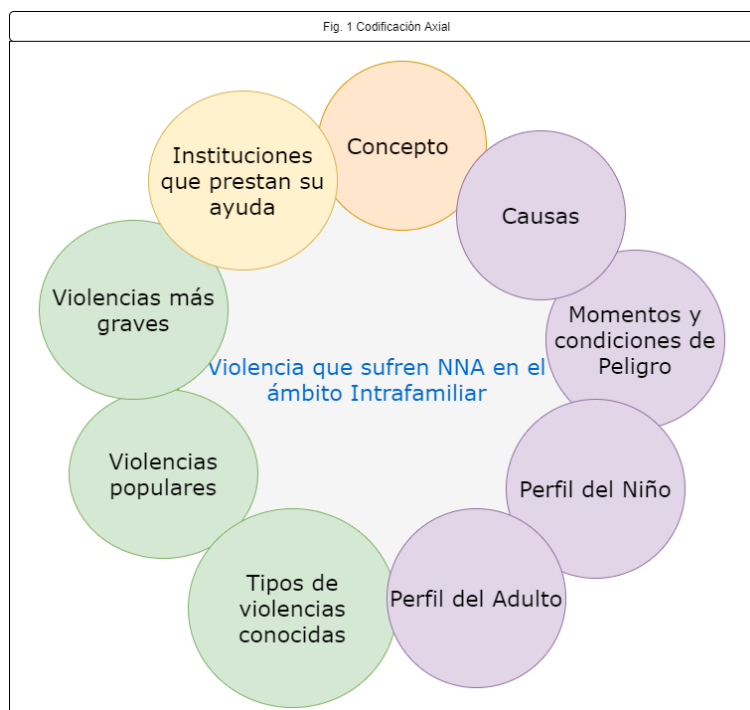 Fig. 1 Codificación Axial
Concepto
Instituciones
que prestan su
ayuda
Causas
Violencias más
graves
Momentos y
condiciones de
Peligro
Violencia que sufren NNA en el
ámbito Intrafamiliar
Violencias
populares
Perfil del Niño
Tipos de
violencias
conocidas
Perfil del Adulto